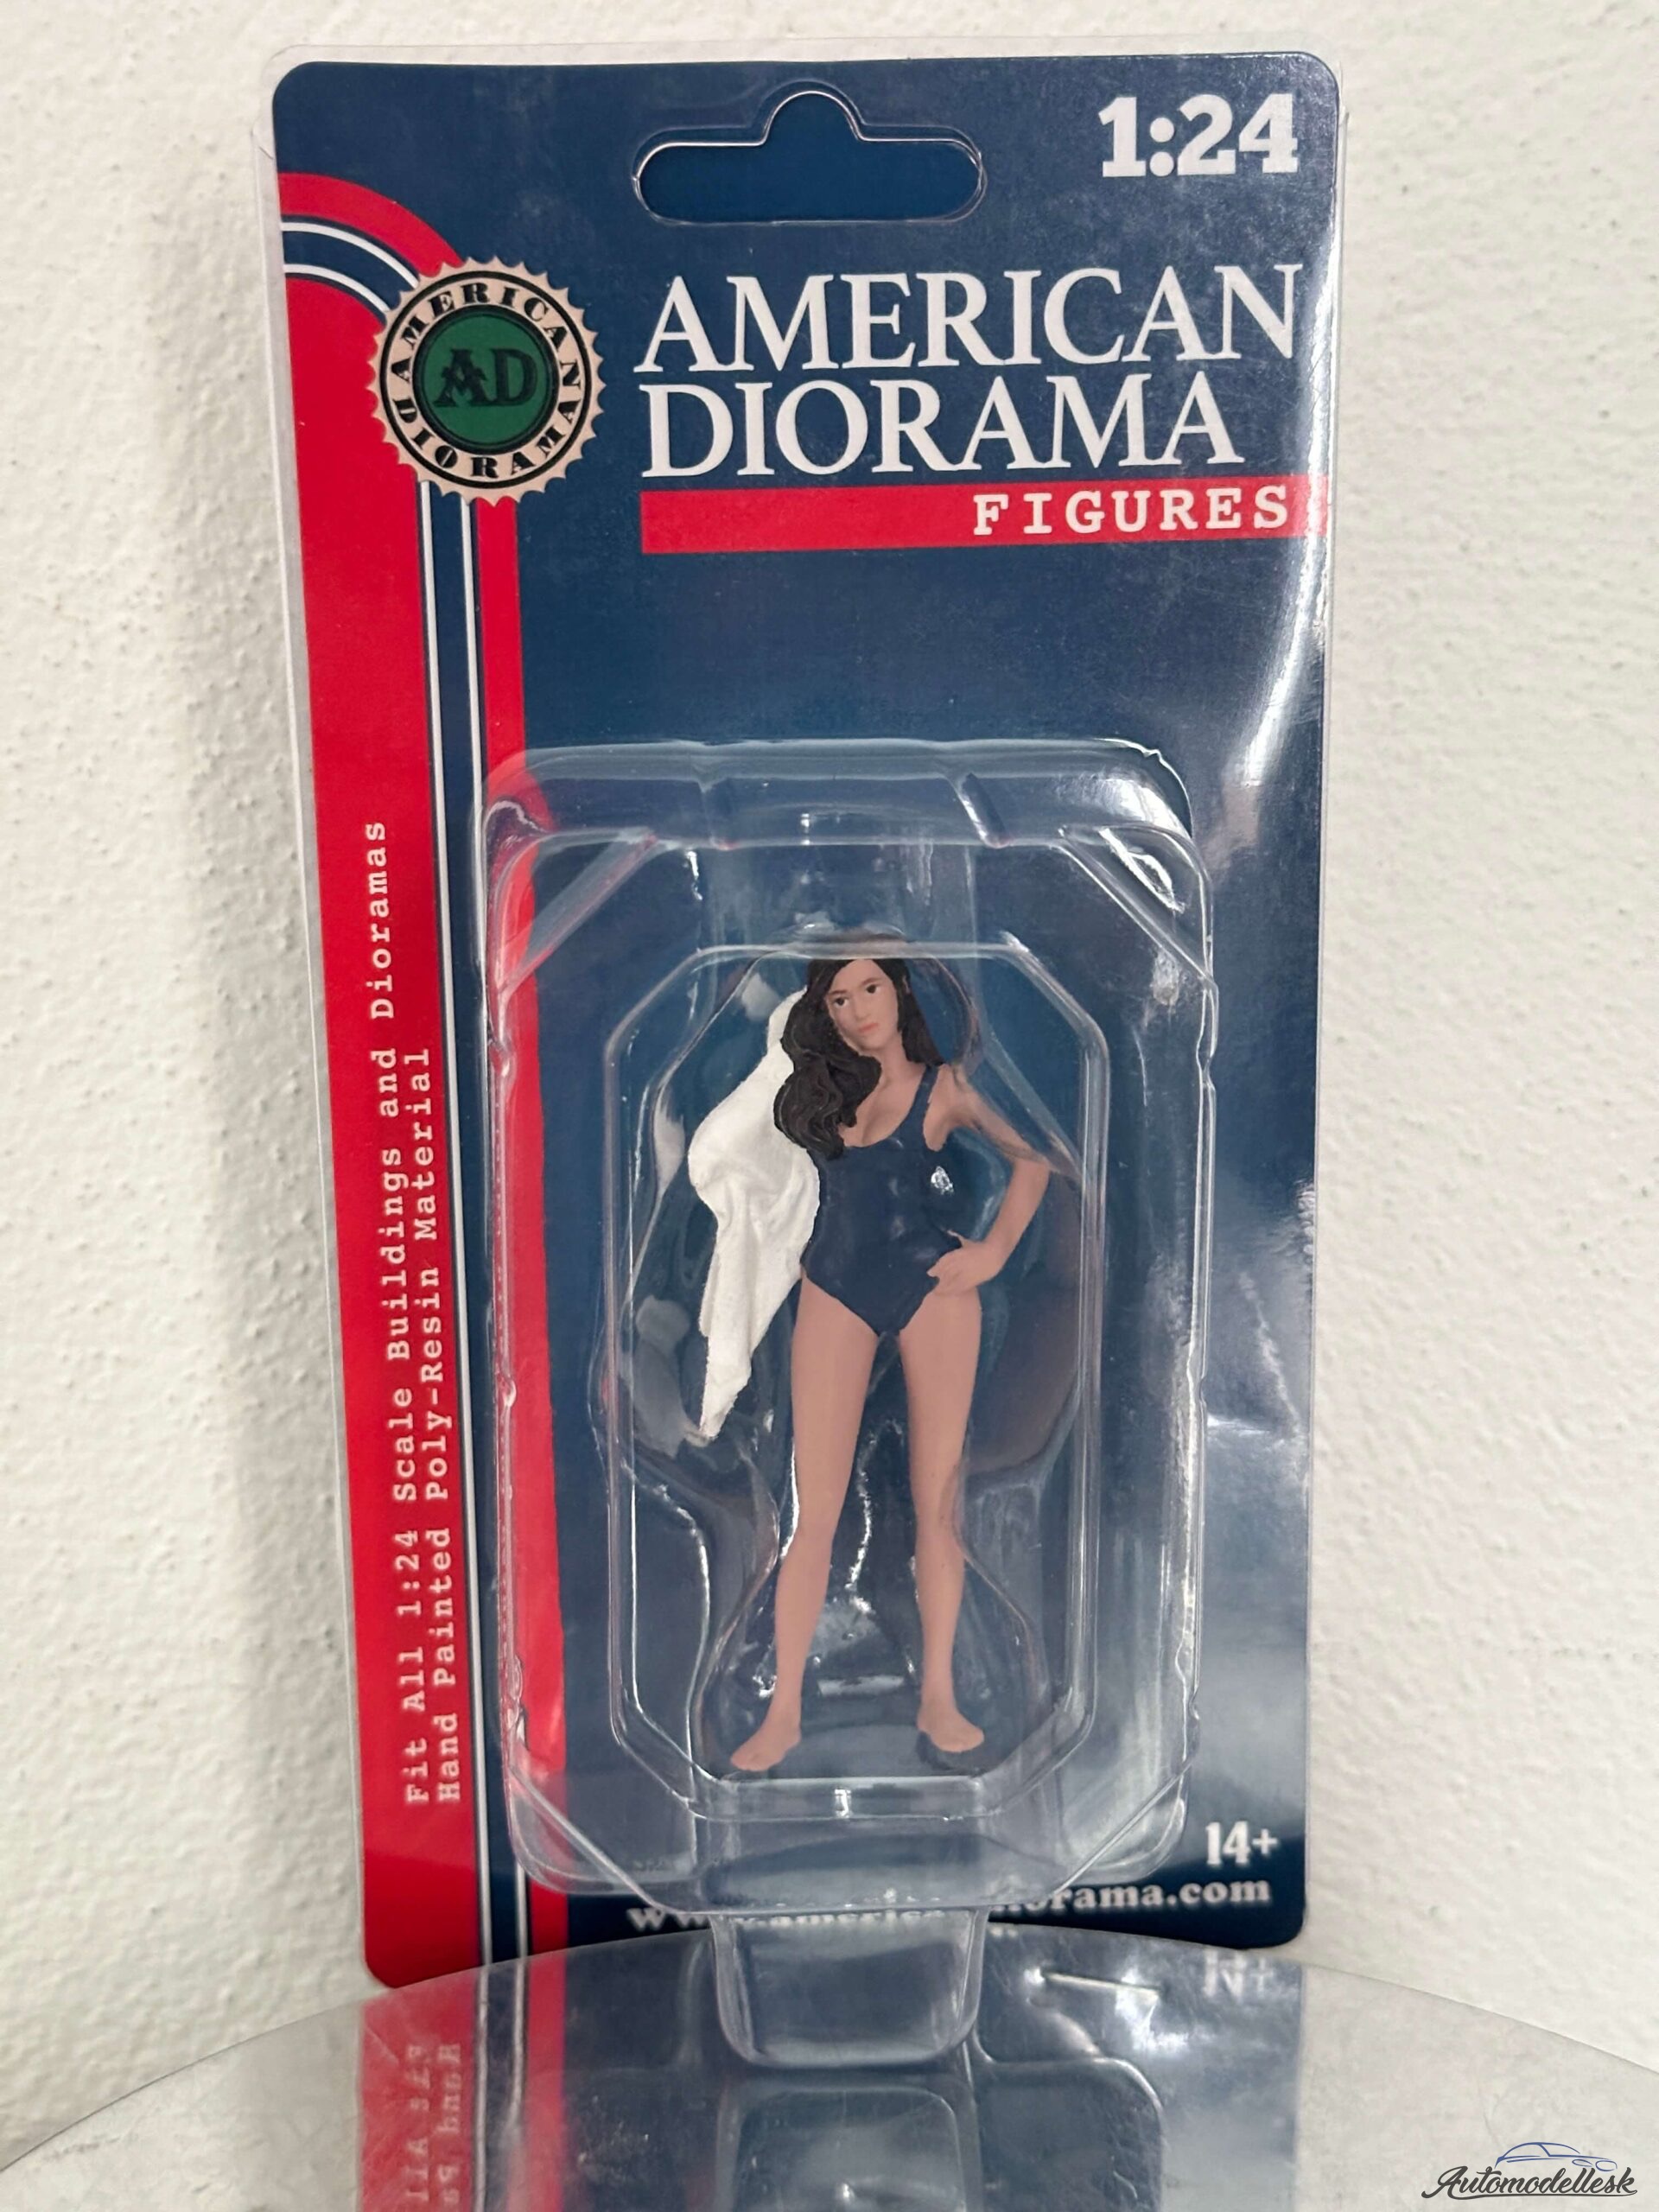 1:24
AMERICAN DIORAMA
AD
AMERICAN
DIORAMA
FIGURES
Fit All 1:24 Scale Buildings and Dioramas
Hand Painted Poly-Resin Material
14+
Automodellesk